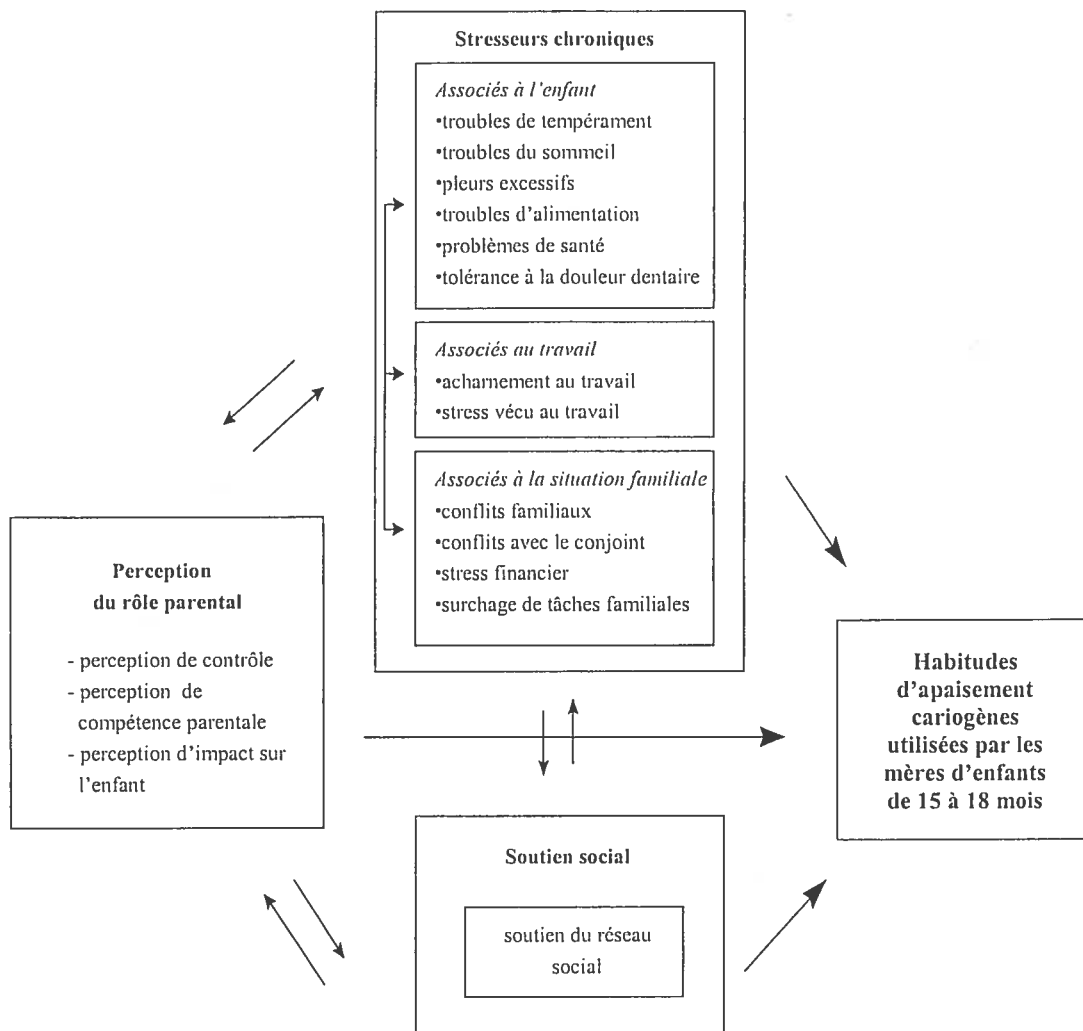 Stresseurs chroniques
Associés à l'enfant
•troubles de tempérament
•troubles du sommeil
•pleurs excessifs
•troubles d'alimentation
•problèmes de santé
•tolérance à la douleur dentaire
Associés au travail
•acharnement au travail
•stress vécu au travail
Associés à la situation familiale
•conflits familiaux
•conflits avec le conjoint
•stress financier
•surchage de tâches familiales
Perception
du rôle parental
- perception de contrôle
- perception de
compétence parentale
- perception d'impact sur
l'enfant
Habitudes
d'apaisement
cariogènes
utilisées par les
mères d'enfants
de 15 à 18 mois
Soutien social
soutien du réseau
social